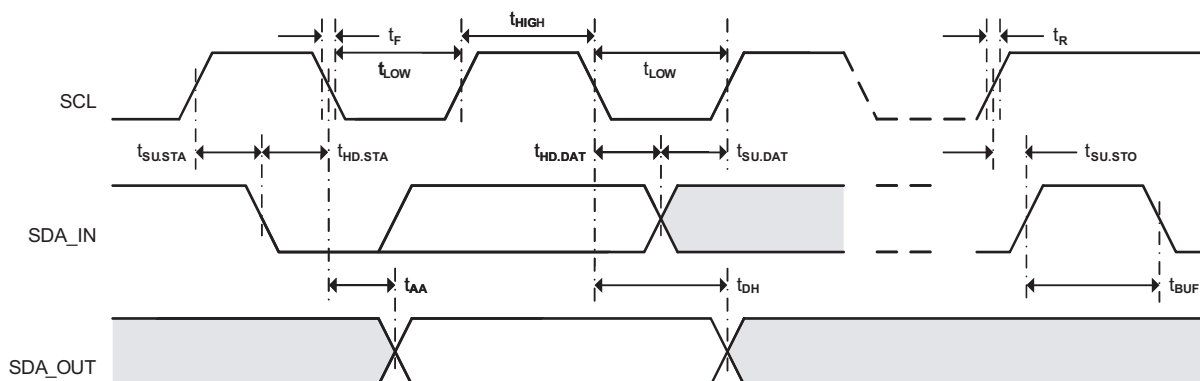 tHIGH
tF
tR
tLOW
tLOW
SCL
tSU.STA
tHD.STA
tHD.DAT
tSU.DAT
tSU.STO
SDA_IN
tAA
tDH
tBUF
SDA_OUT